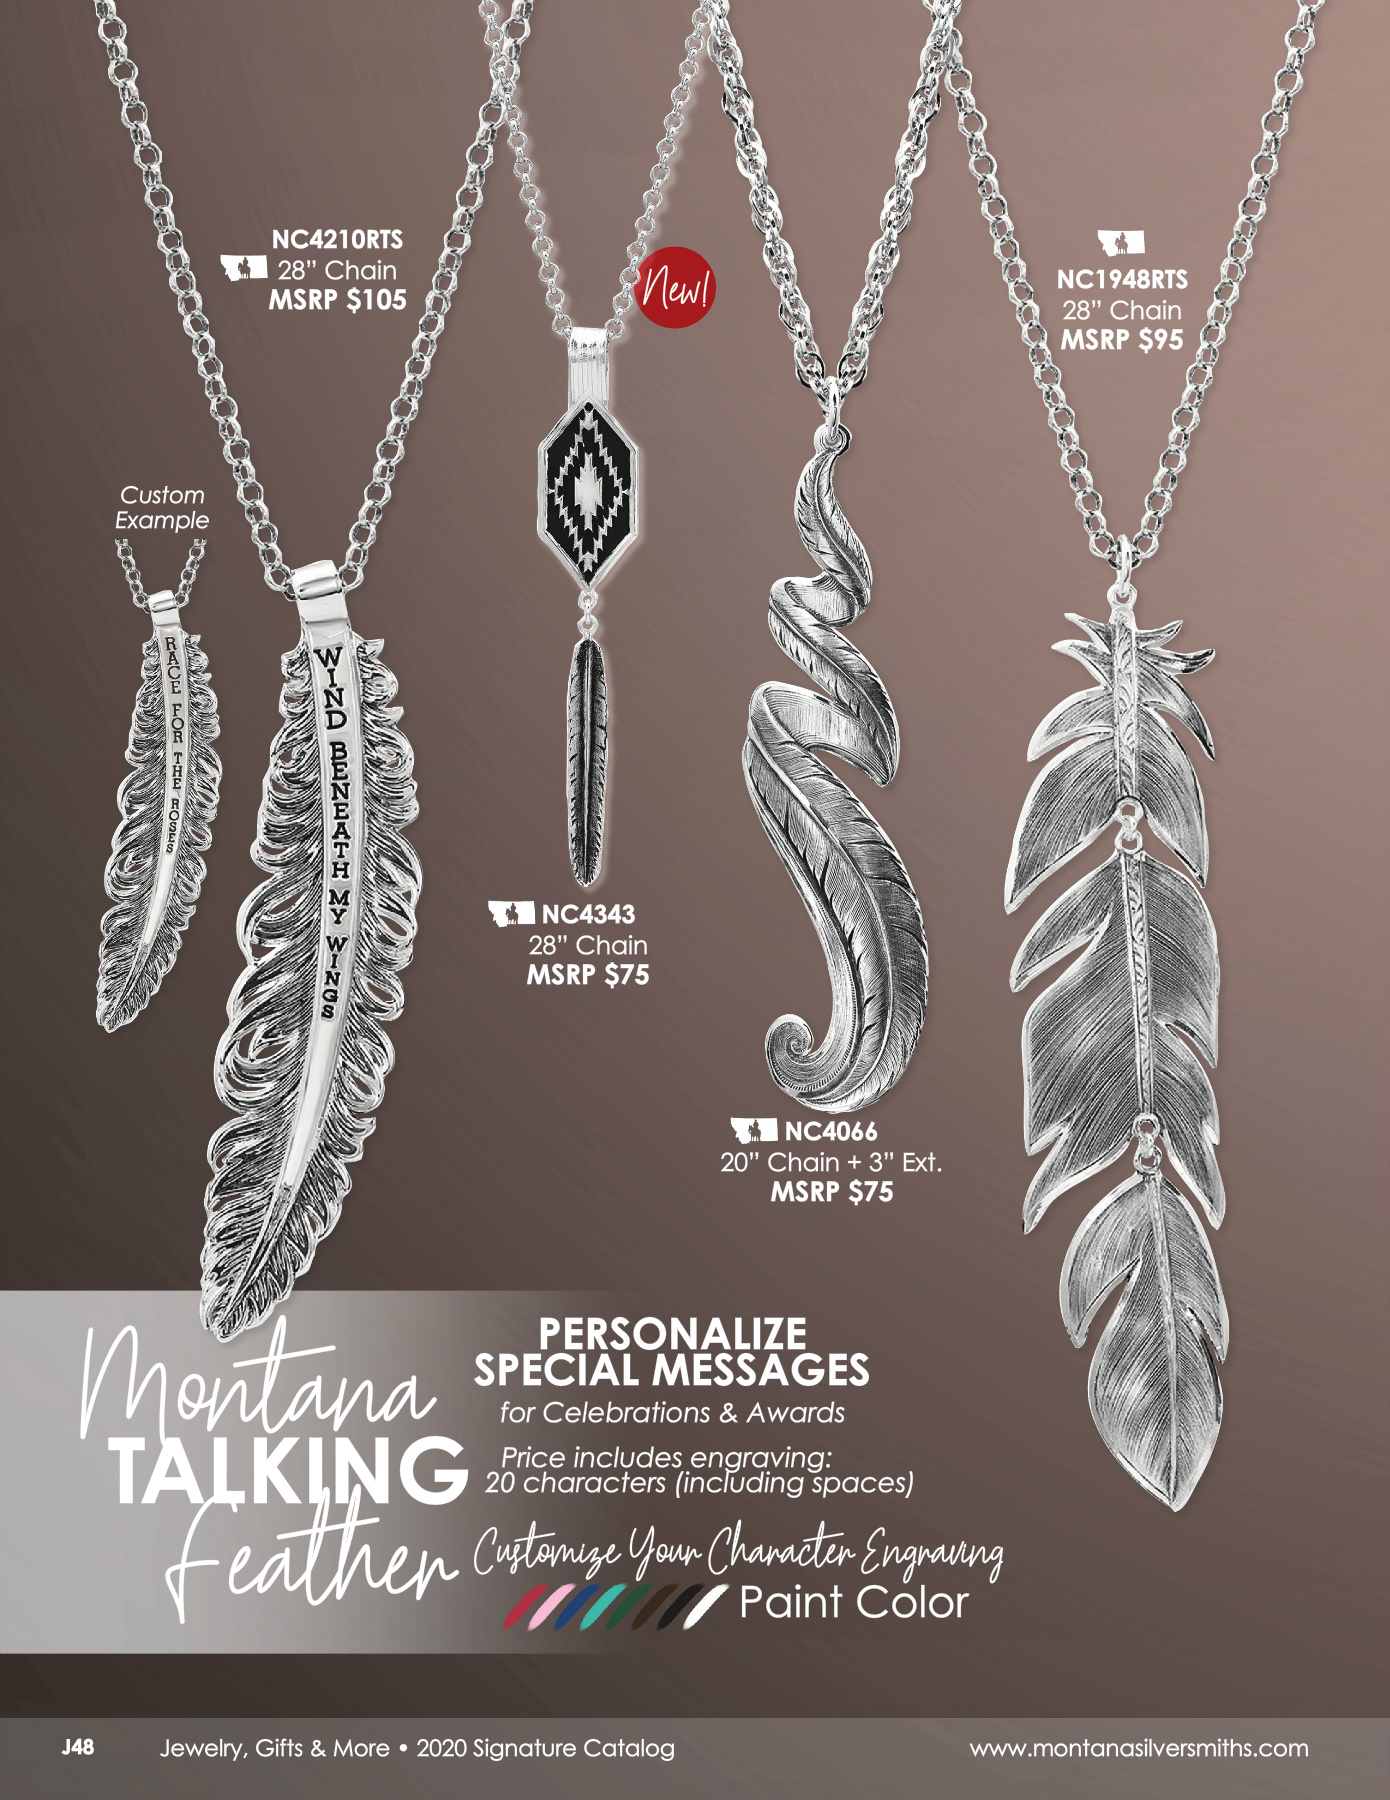 NC4210RTS
28” Chain
MSRP $105
New!
NC1948RTS
28” Chain
MSRP $95
Custom
Example
RACE FOR THE ROSES
WIND BENEATH MY WINGS
NC4343
28” Chain
MSRP $75
NC4066
20” Chain + 3” Ext.
MSRP $75
Montana
TALKING
Feather
PERSONALIZE
SPECIAL MESSAGES
for Celebrations & Awards
Price includes engraving:
20 characters (including spaces)
Customize Your Character Engraving
Paint Color
J48
Jewelry, Gifts & More • 2020 Signature Catalog
www.montanasilversmiths.com